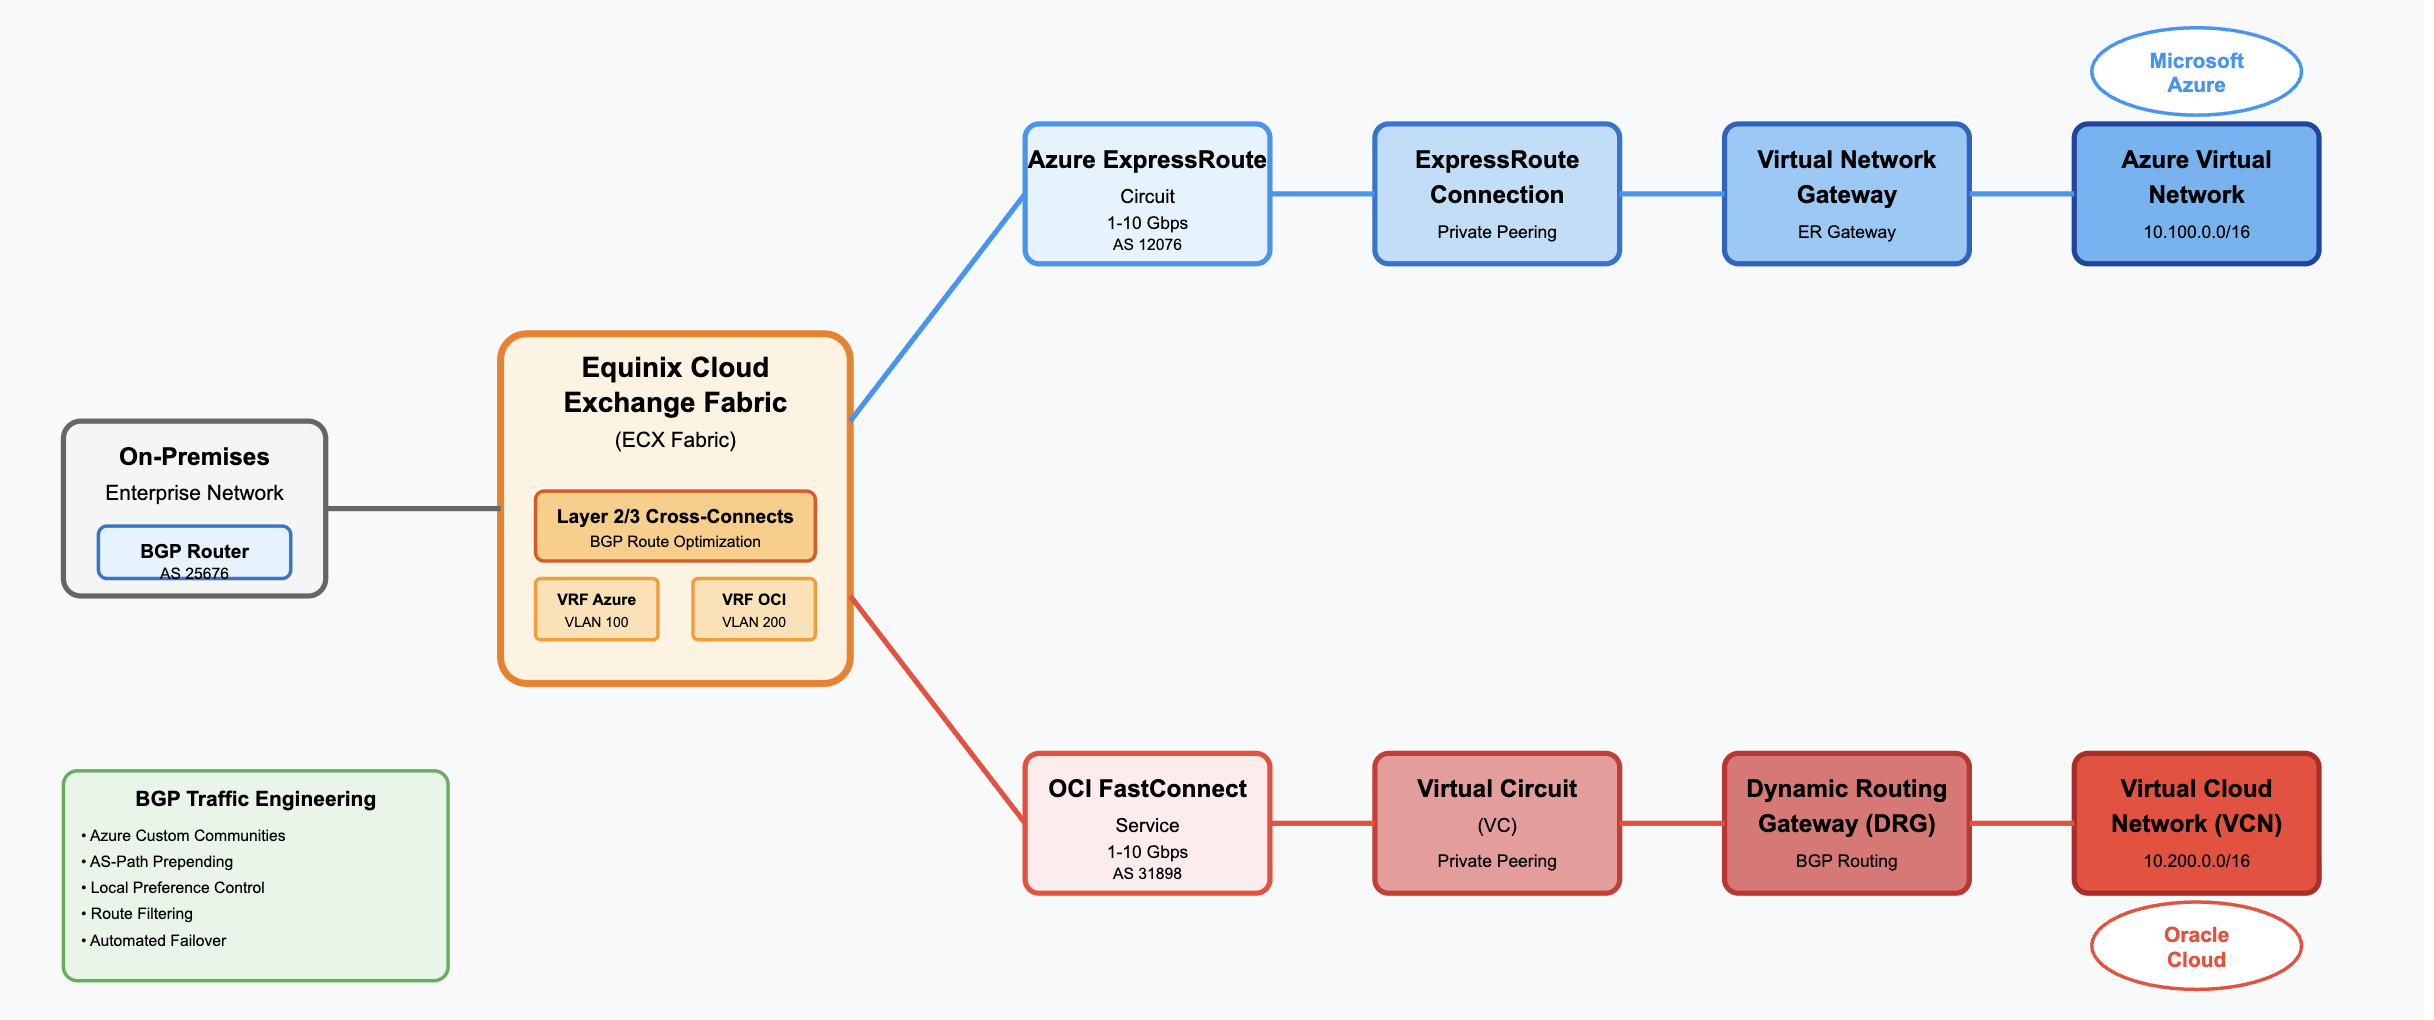 Microsoft
Azure
Azure ExpressRoute
Circuit
1-10 Gbps
AS 12076
ExpressRoute
Connection
Private Peering
Virtual Network
Gateway
ER Gateway
Azure Virtual
Network
10.100.0.0/16
Equinix Cloud
Exchange Fabric
(ECX Fabric)
Layer 2/3 Cross-Connects
BGP Route Optimization
VRF Azure
VLAN 100
VRF OCI
VLAN 200
On-Premises
Enterprise Network
BGP Router
AS 25676
BGP Traffic Engineering
• Azure Custom Communities
• AS-Path Prepending
• Local Preference Control
• Route Filtering
• Automated Failover
OCI FastConnect
Service
1-10 Gbps
AS 31898
Virtual Circuit
(VC)
Private Peering
Dynamic Routing
Gateway (DRG)
BGP Routing
Virtual Cloud
Network (VCN)
10.200.0.0/16
Oracle
Cloud